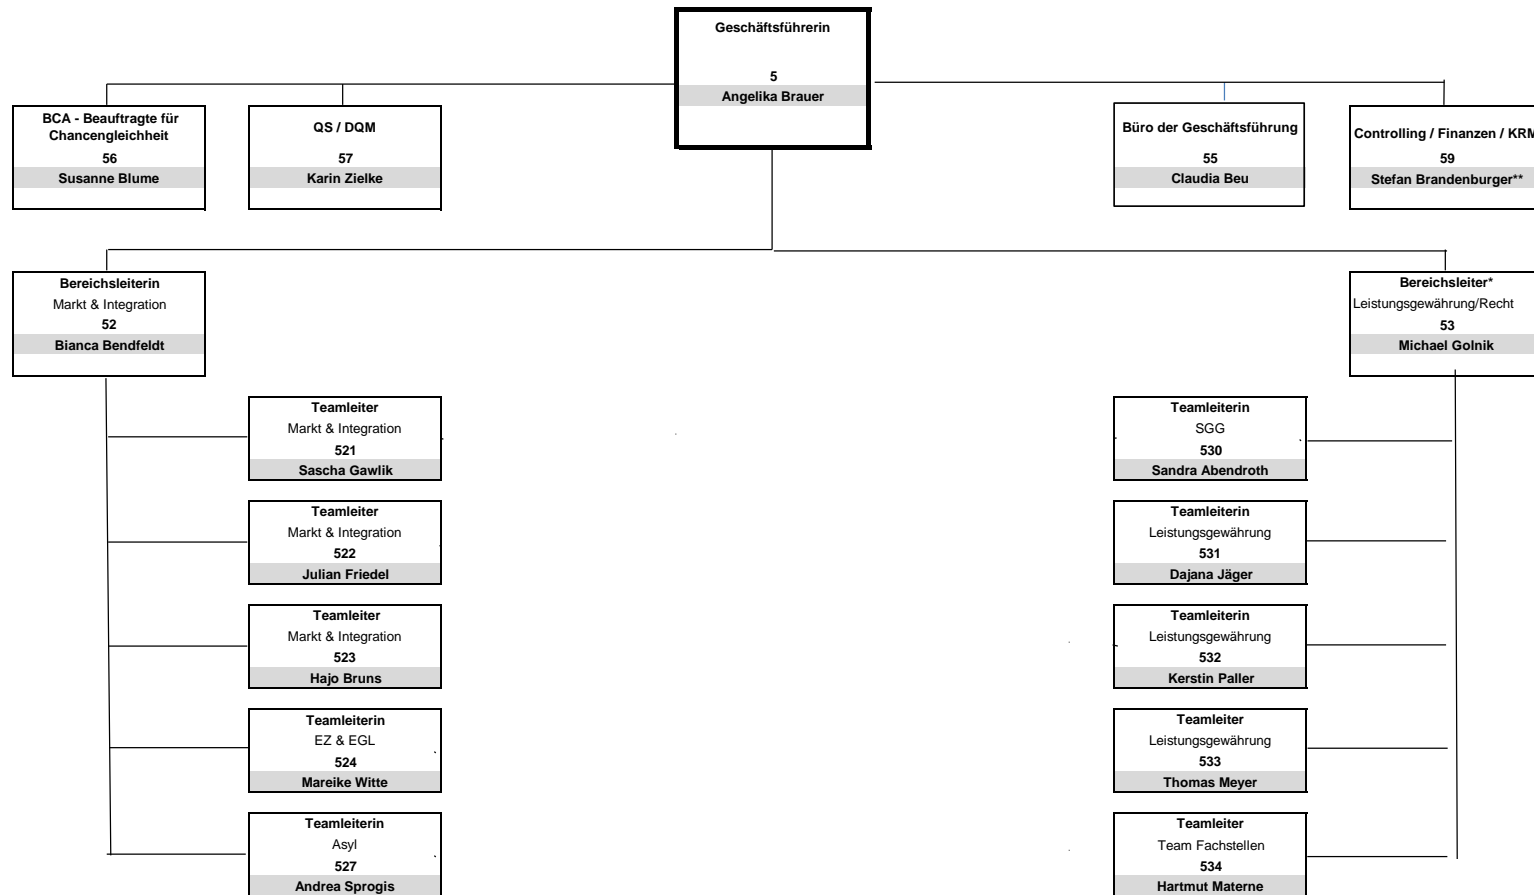 Geschäftsführerin
5
Angelika Brauer
BCA - Beauftragte für
Chancengleichheit
56
Susanne Blume
QS / DQM
57
Karin Zielke
Büro der Geschäftsführung
55
Claudia Beu
Controlling / Finanzen / KRM
59
Stefan Brandenburger**
Bereichsleiterin
Markt & Integration
52
Bianca Bendfeldt
Bereichsleiter*
Leistungsgewährung/Recht
53
Michael Golnik
Teamleiter
Markt & Integration
521
Sascha Gawlik
Teamleiter
Markt & Integration
522
Julian Friedel
Teamleiter
Markt & Integration
523
Hajo Bruns
Teamleiterin
EZ & EGL
524
Mareike Witte
Teamleiterin
Asyl
527
Andrea Sprogis
Teamleiterin
SGG
530
Sandra Abendroth
Teamleiterin
Leistungsgewährung
531
Dajana Jäger
Teamleiterin
Leistungsgewährung
532
Kerstin Paller
Teamleiter
Leistungsgewährung
533
Thomas Meyer
Teamleiter
Team Fachstellen
534
Hartmut Materne